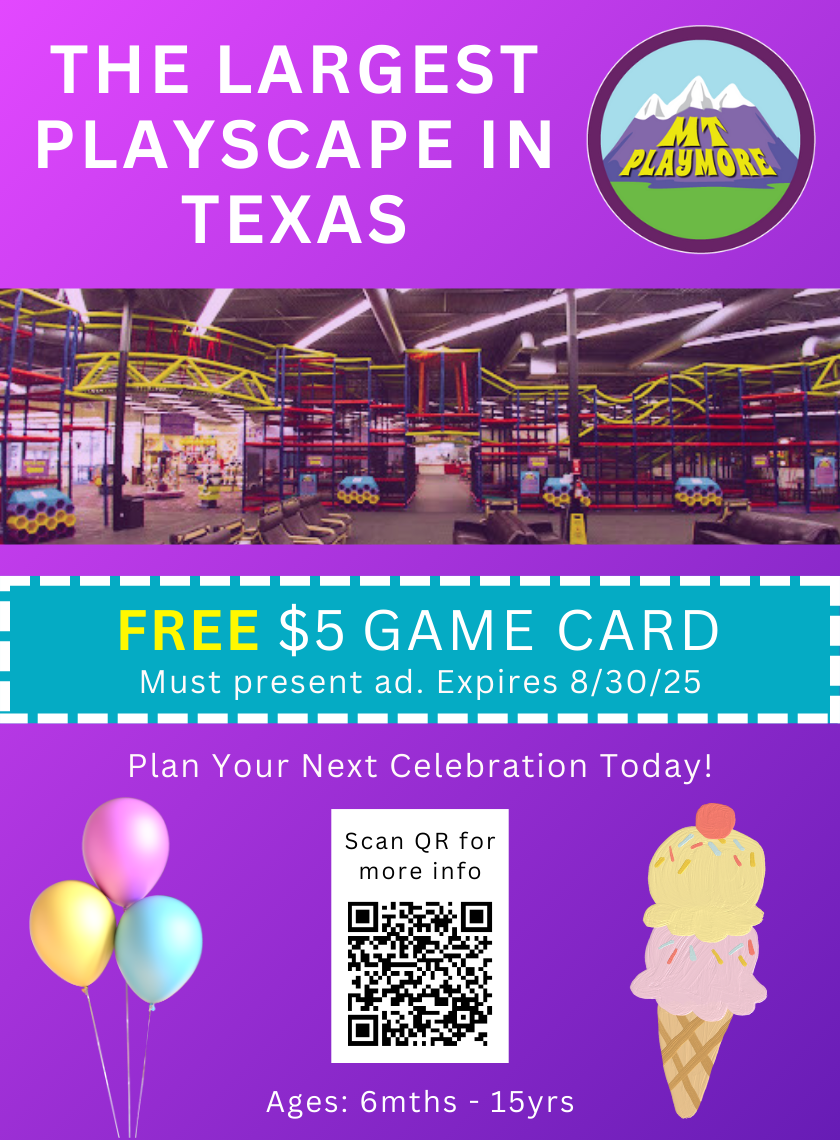 THE LARGEST
PLAYSCAPE IN
TEXAS
MT
PLAYMORE
FREE $5 GAME CARD
Must present ad. Expires 8/30/25
Plan Your Next Celebration Today!
Scan QR for
more info
Ages: 6mths - 15yrs